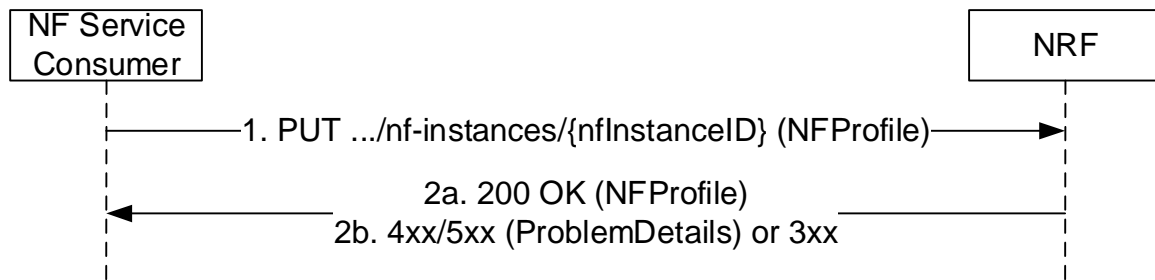 NF Service
Consumer
NRF
1. PUT .../nf-instances/{nfInstanceID} (NFProfile)
2a. 200 OK (NFProfile)
2b. 4xx/5xx (ProblemDetails) or 3xx